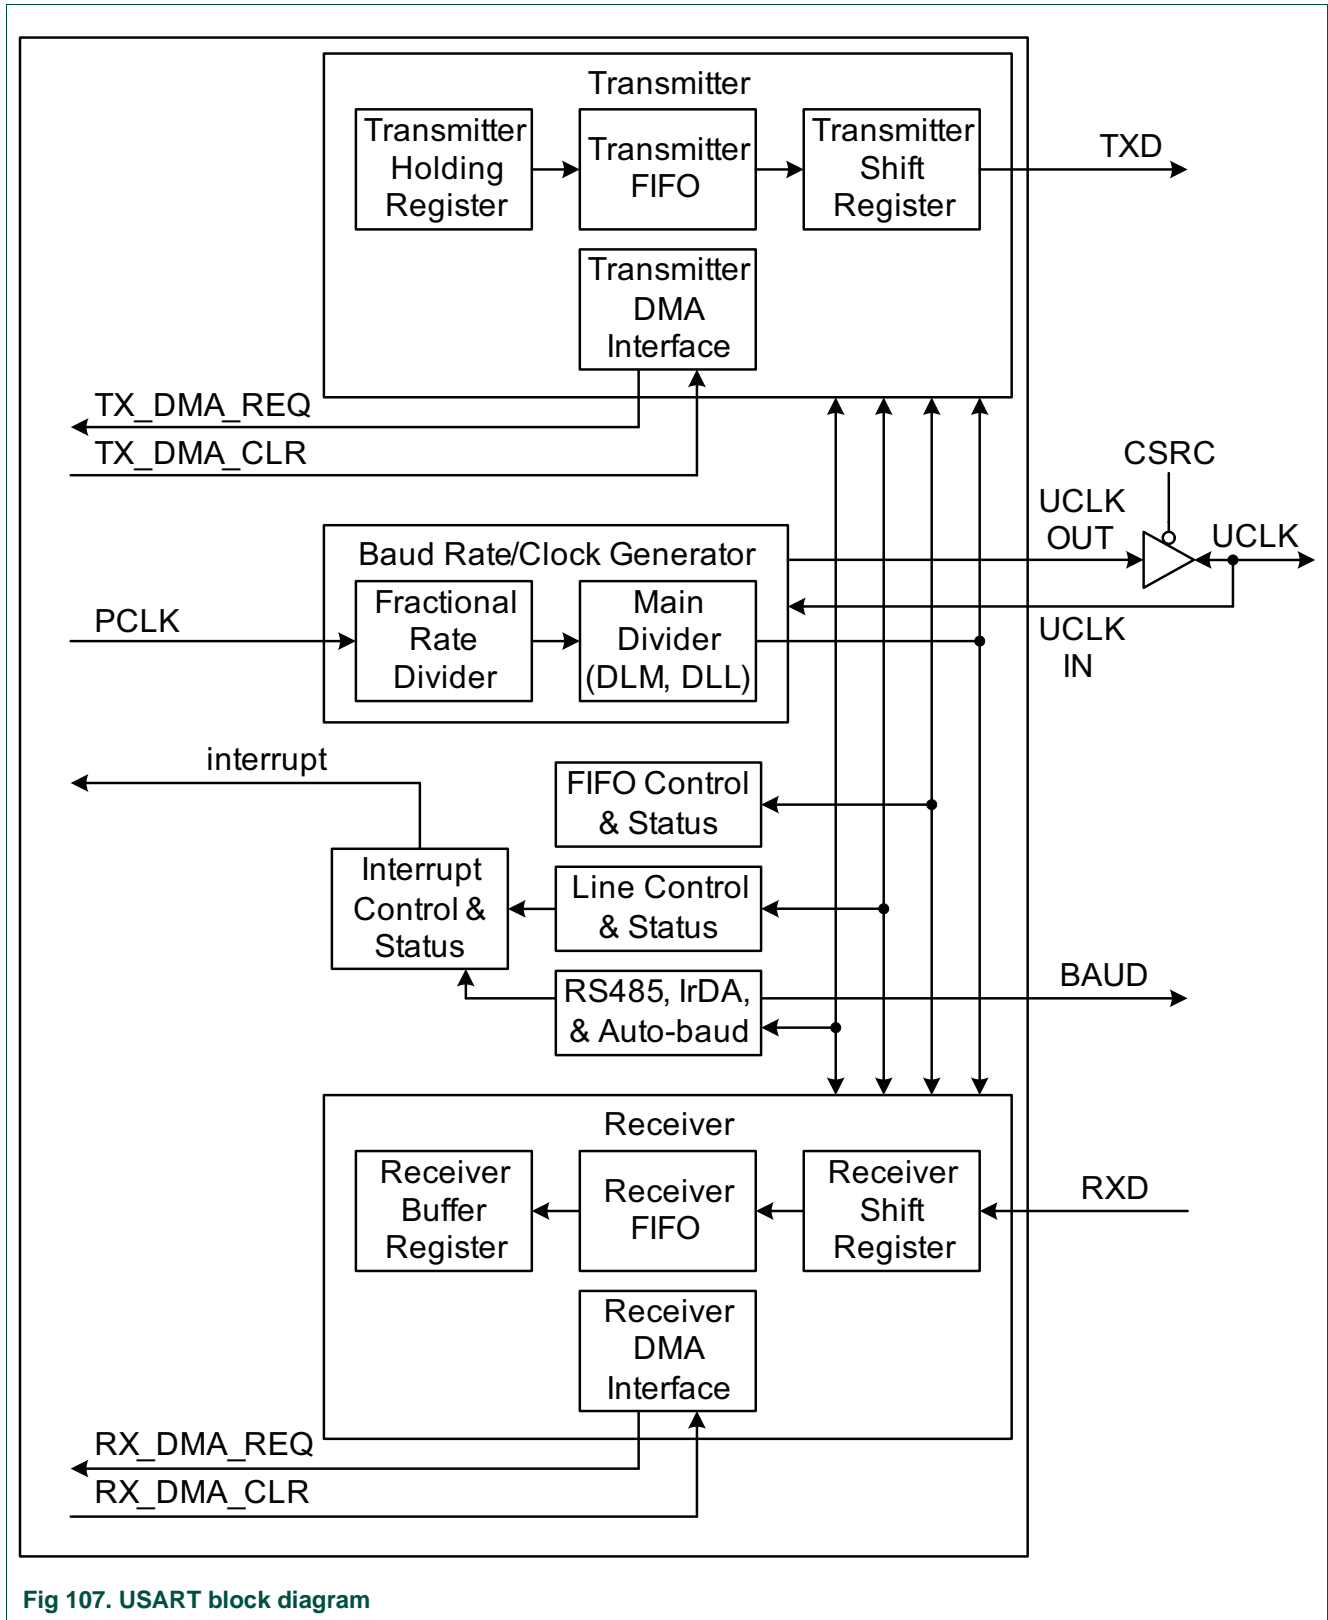 Transmitter
Transmitter
Holding
Register
Transmitter
FIFO
Transmitter
Shift
Register
TXD
Transmitter
DMA
Interface
TX_DMA_REQ
TX_DMA_CLR
CSRC
UCLK
OUT
UCLK
Baud Rate/Clock Generator
PCLK
Fractional
Rate
Divider
Main
Divider
(DLM, DLL)
UCLK
IN
interrupt
FIFO Control
& Status
Interrupt
Control &
Status
Line Control
& Status
RS485, IrDA,
& Auto-baud
BAUD
Receiver
Receiver
Buffer
Register
Receiver
FIFO
Receiver
Shift
Register
RXD
Receiver
DMA
Interface
RX_DMA_REQ
RX_DMA_CLR
Fig 107. USART block diagram